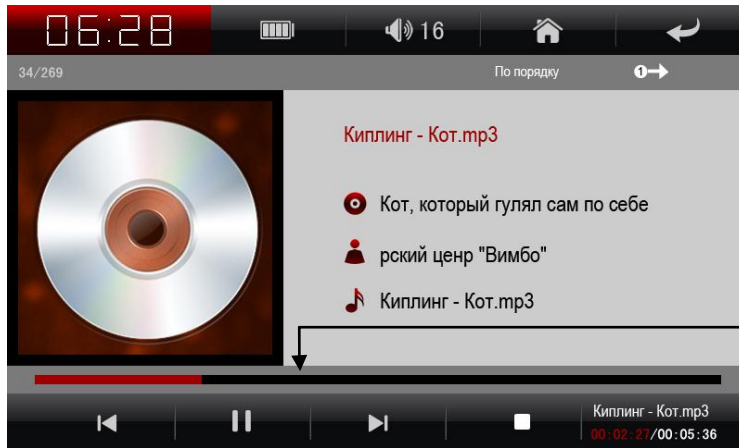 06:28
16
34/269
По порядку
1
Киплинг - Кот.mp3
Кот, который гулял сам по себе
рский ценр "Вимбо"
Киплинг - Кот.mp3
Киплинг - Кот.mp3
00:02:27/00:05:36